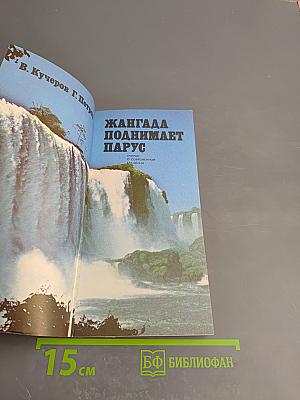 В. Кучеров Г.
ЖАНГАДА
ПОДНИМАЕТ
ПАРУС
15 см
БФ БИБЛИОФАН